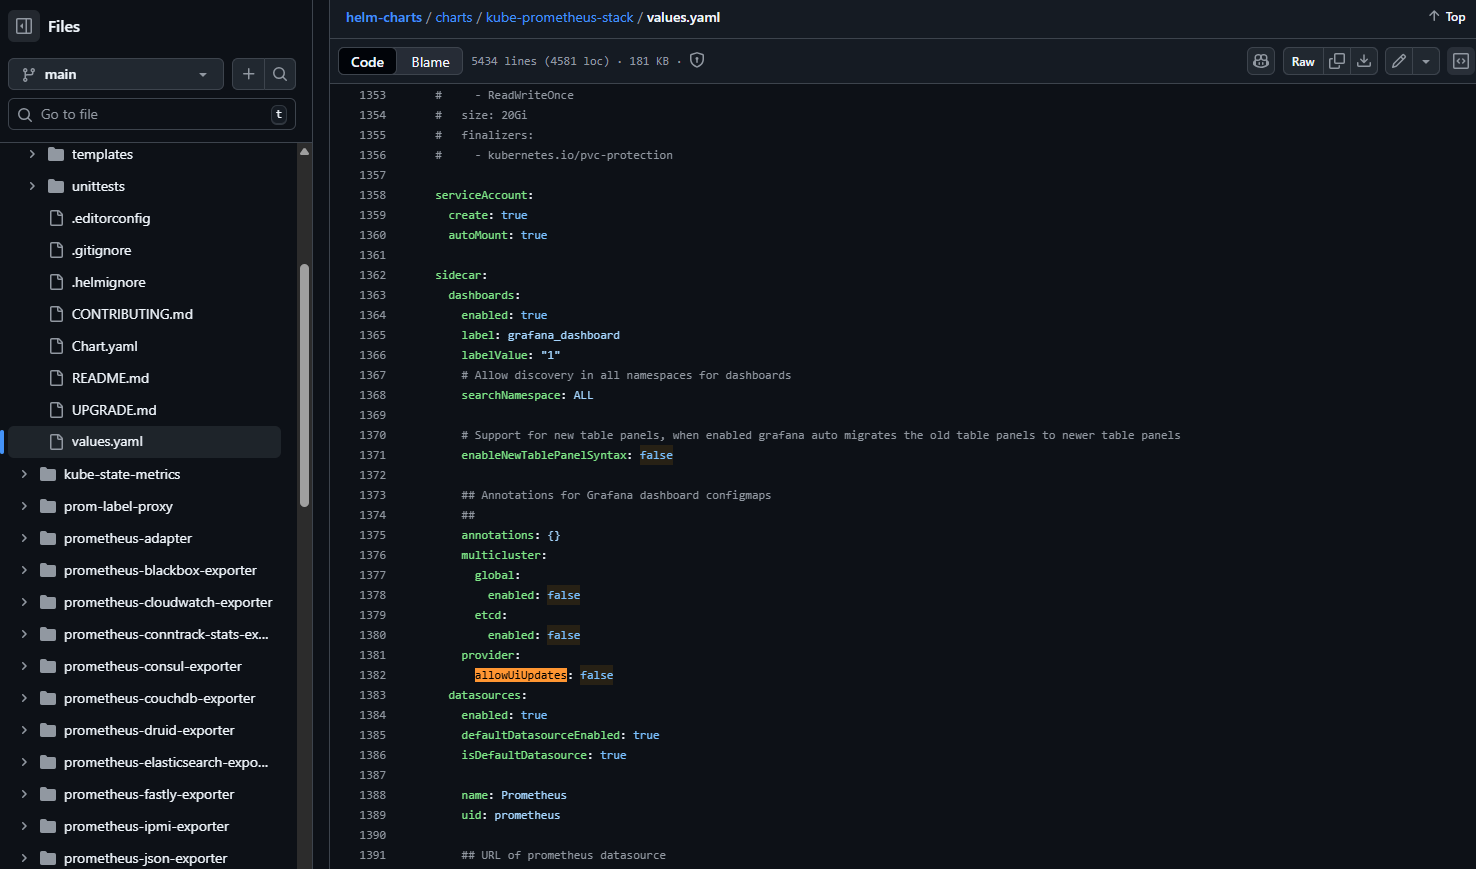 Files
main
Go to file
t
templates
unittests
.editorconfig
.gitignore
.helmignore
CONTRIBUTING.md
Chart.yaml
README.md
UPGRADE.md
values.yaml
kube-state-metrics
prom-label-proxy
prometheus-adapter
prometheus-blackbox-exporter
prometheus-cloudwatch-exporter
prometheus-conntrack-stats-ex...
prometheus-consul-exporter
prometheus-couchdb-exporter
prometheus-druid-exporter
prometheus-elasticsearch-expo...
prometheus-fastly-exporter
prometheus-ipmi-exporter
prometheus-json-exporter
helm-charts / charts / kube-prometheus-stack / values.yaml
Top
Code Blame 5434 lines (4581 loc) · 181 KB ·
Raw
1353 #     - ReadWriteOnce
1354 #   size: 20Gi
1355 #   finalizers:
1356 #     - kubernetes.io/pvc-protection
1357
1358 serviceAccount:
1359   create: true
1360   autoMount: true
1361
1362 sidecar:
1363   dashboards:
1364     enabled: true
1365     label: grafana_dashboard
1366     labelValue: "1"
1367     # Allow discovery in all namespaces for dashboards
1368     searchNamespace: ALL
1369
1370     # Support for new table panels, when enabled grafana auto migrates the old table panels to newer table panels
1371     enableNewTablePanelSyntax: false
1372
1373     ## Annotations for Grafana dashboard configmaps
1374     ##
1375     annotations: {}
1376     multicluster:
1377       global:
1378         enabled: false
1379       etcd:
1380         enabled: false
1381     provider:
1382       allowUiUpdates: false
1383   datasources:
1384     enabled: true
1385     defaultDatasourceEnabled: true
1386     isDefaultDatasource: true
1387
1388     name: Prometheus
1389     uid: prometheus
1390
1391     ## URL of prometheus datasource